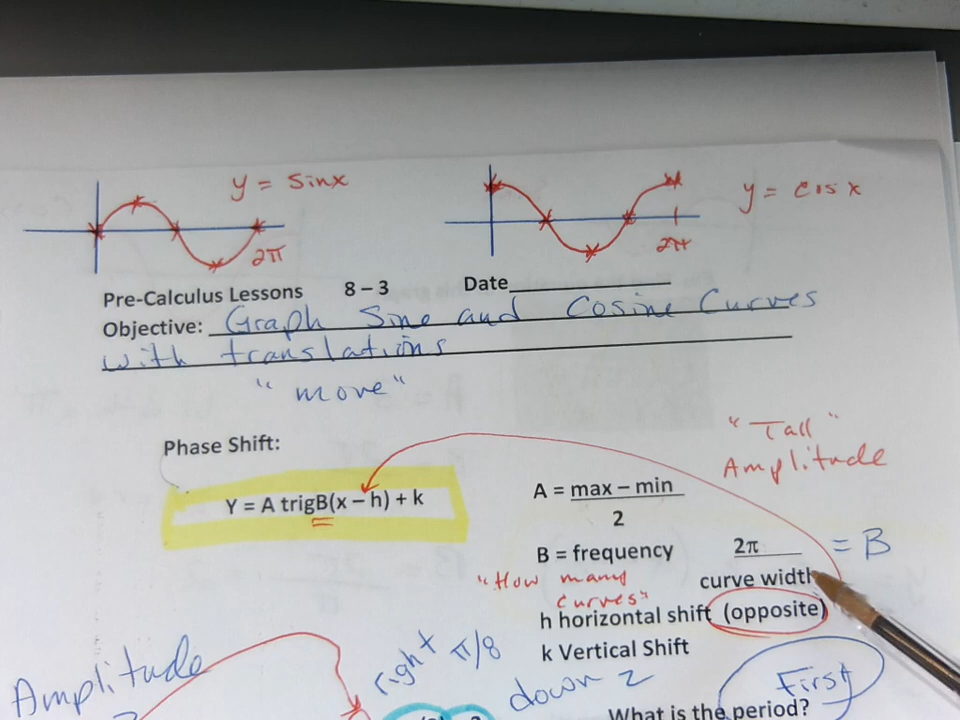 y = sinx
y = cos x
2π
2π
Pre-Calculus Lessons 8 – 3 Date
Objective: Graph Sine and Cosine Curves
with translations
"move"
"Tall"
Amplitude
Phase Shift:
Y = A trigB(x – h) + k
A = max – min
2
B = frequency 2π = B
curve width
"How many
curves"
h horizontal shift (opposite)
k Vertical Shift
Amplitude
right π/8
down 2
First
What is the period?